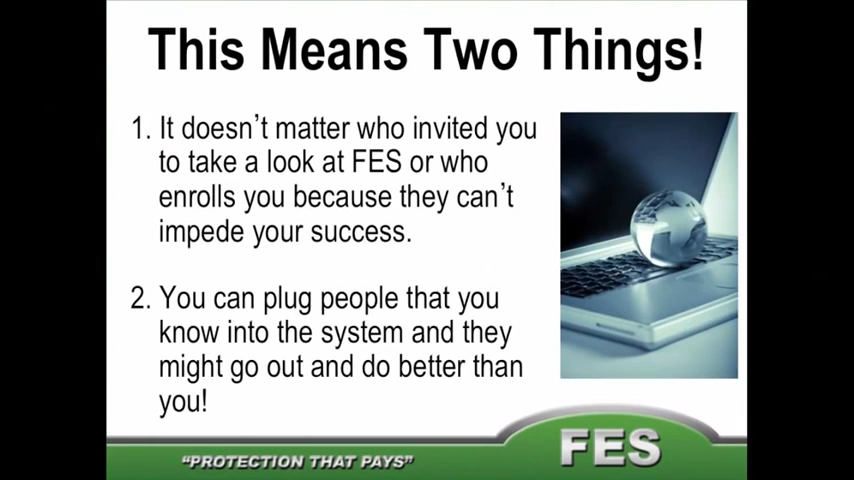 This Means Two Things!
1. It doesn't matter who invited you
to take a look at FES or who
enrolls you because they can't
impede your success.
2. You can plug people that you
know into the system and they
might go out and do better than
you!
"PROTECTION THAT PAYS"
FES